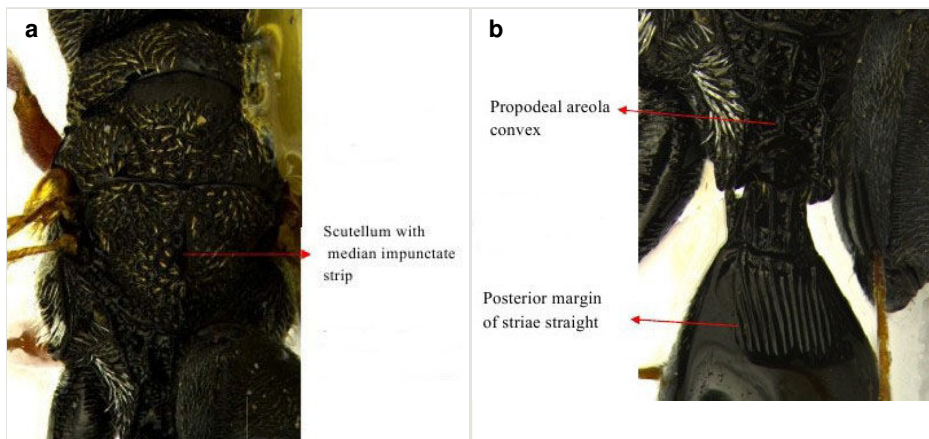 a
b
Propodeal areola
convex
Scutellum with
median impunctate
strip
Posterior margin
of striae straight